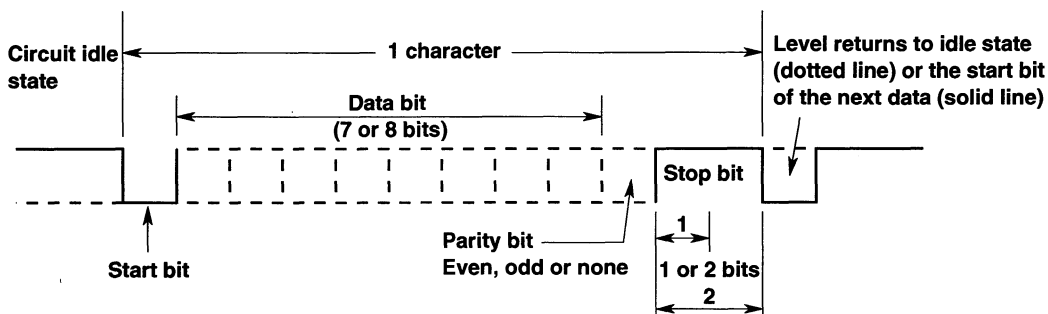 Circuit idle
state
1 character
Level returns to idle state
(dotted line) or the start bit
of the next data (solid line)
Data bit
(7 or 8 bits)
Stop bit
Start bit
Parity bit
Even, odd or none
1
1 or 2 bits
2